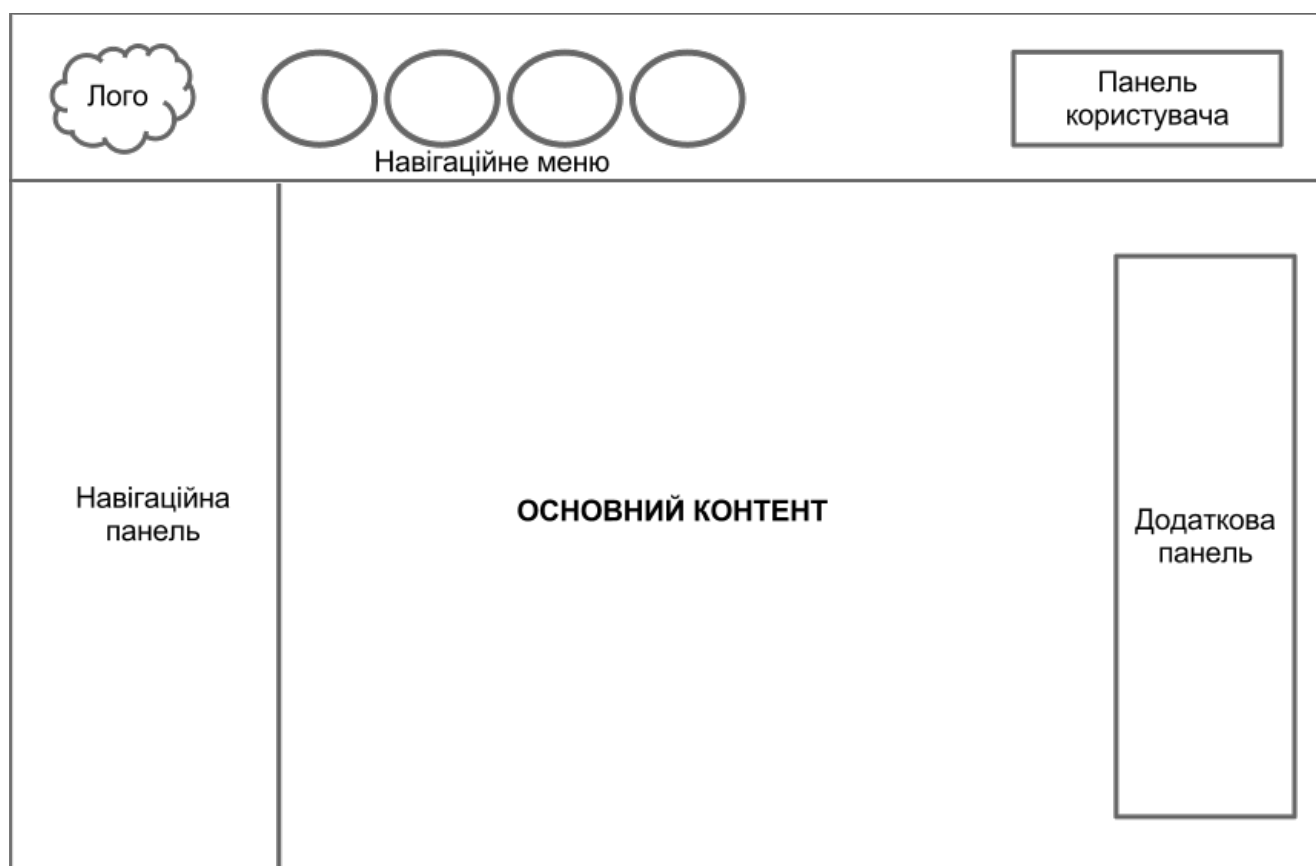 Лого
Навігаційне меню
Панель
користувача
Навігаційна
панель
ОСНОВНИЙ КОНТЕНТ
Додаткова
панель